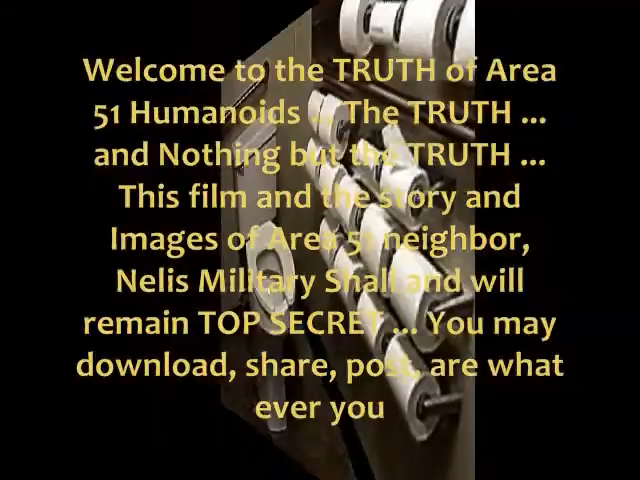 Welcome to the TRUTH of Area
51 Humanoids ... The TRUTH ...
and Nothing but the TRUTH ...
This film and the story and
Images of Area 51 neighbor,
Nelis Military Shall and will
remain TOP SECRET ... You may
download, share, post, are what
ever you